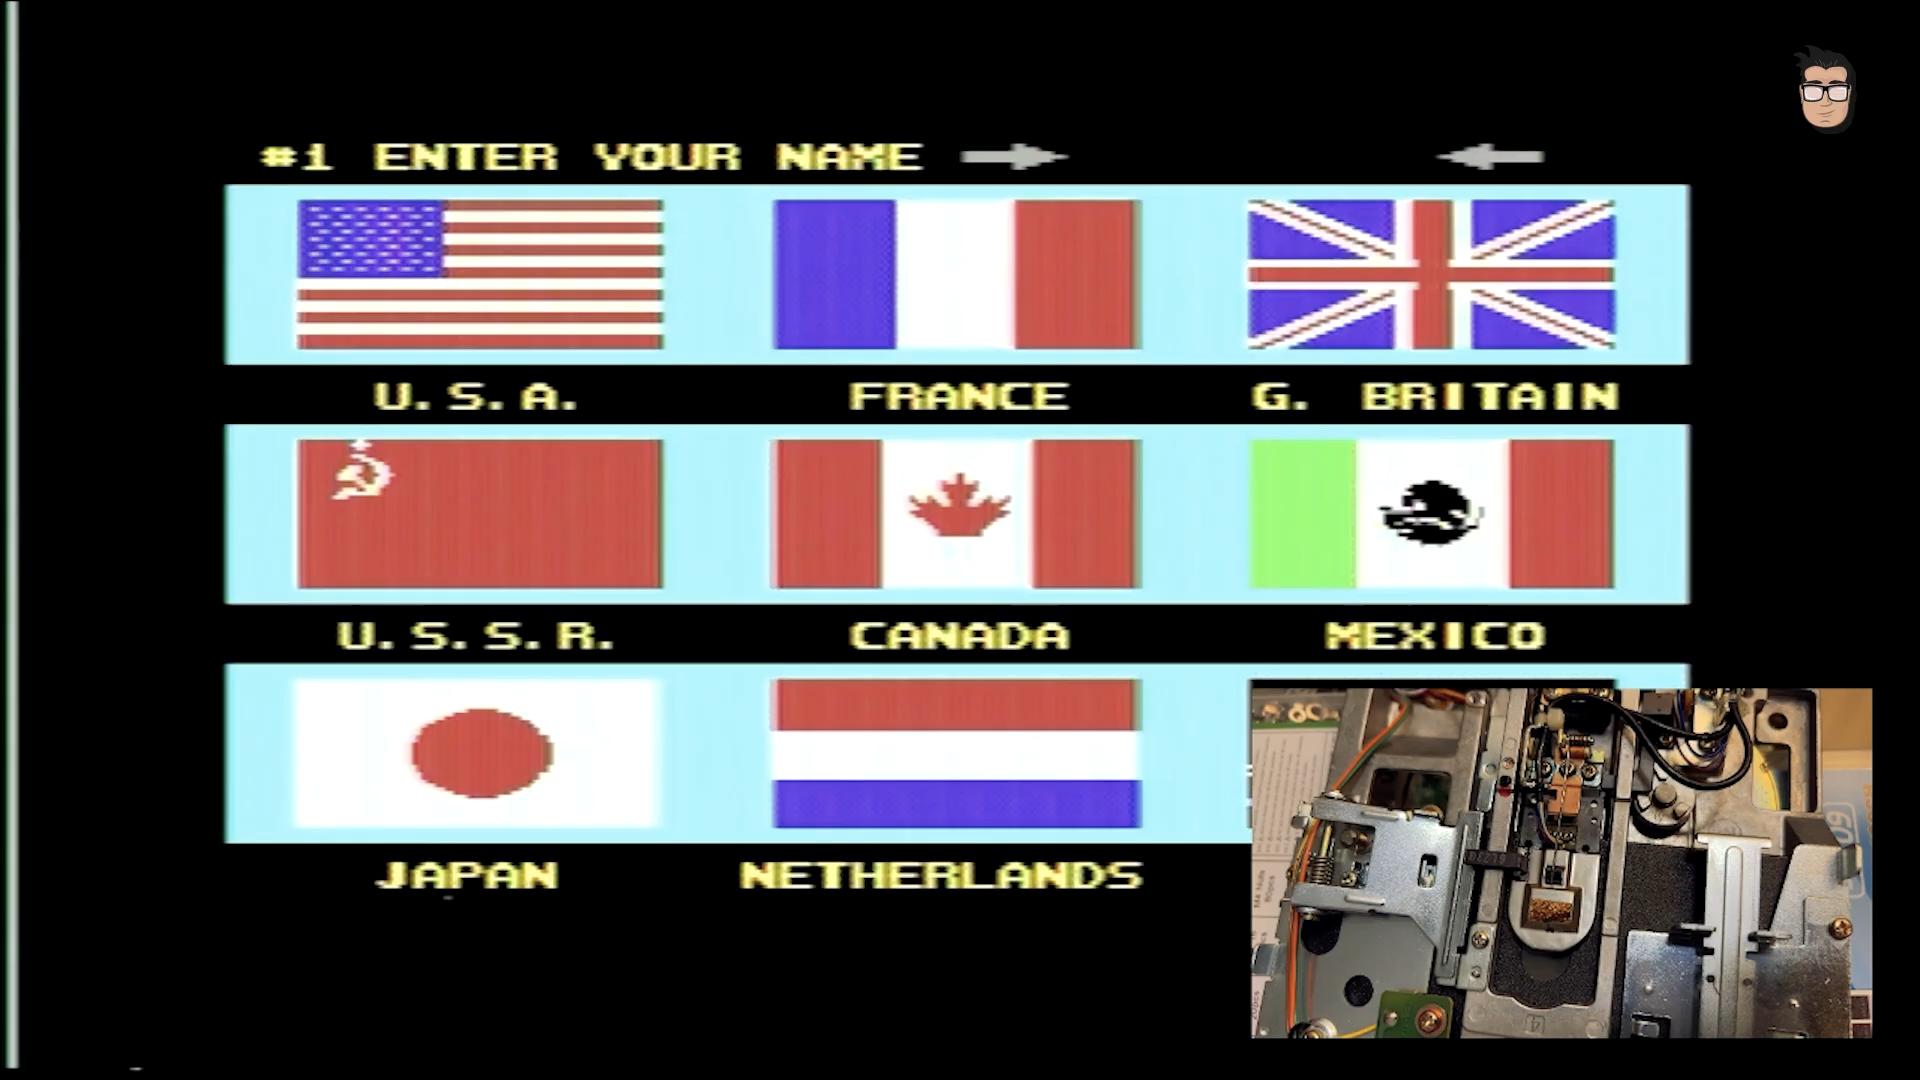 #1 ENTER YOUR NAME
U.S.A. FRANCE G. BRITAIN
U.S.S.R. CANADA MEXICO
JAPAN NETHERLANDS